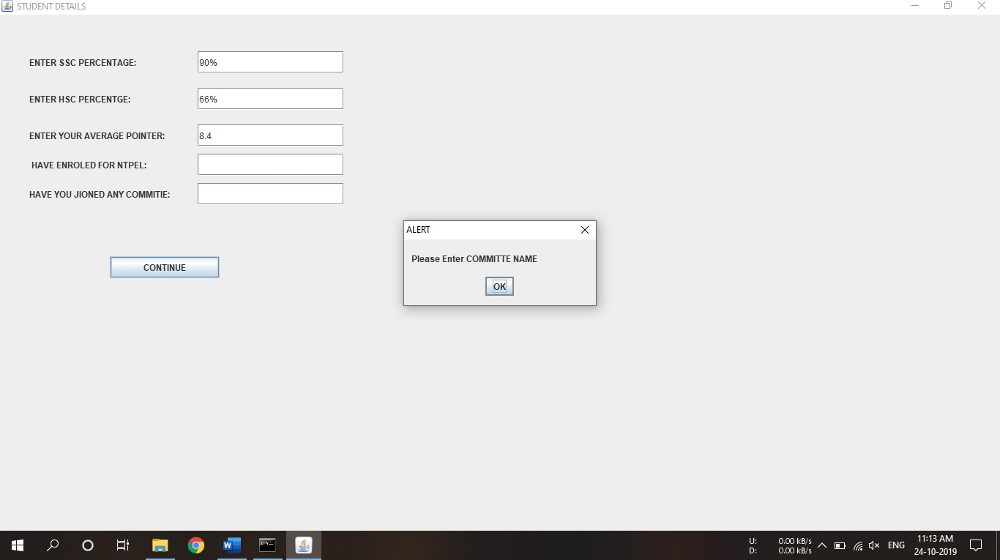 STUDENT DETAILS
ENTER SSC PERCENTAGE: 90%
ENTER HSC PERCENTGE: 66%
ENTER YOUR AVERAGE POINTER: 8.4
HAVE ENROLED FOR NTPEL:
HAVE YOU JIONED ANY COMMITIE:
CONTINUE
ALERT
Please Enter COMMITTE NAME
OK
U: 0.00 kB/s
D: 0.00 kB/s
ENG
11:13 AM
24-10-2019